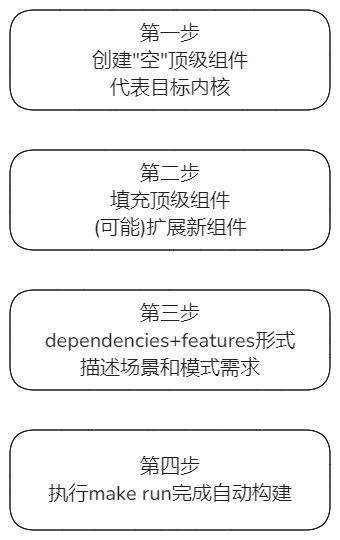 第一步
创建"空"顶级组件
代表目标内核
第二步
填充顶级组件
(可能)扩展新组件
第三步
dependencies+features形式
描述场景和模式需求
第四步
执行make run完成自动构建